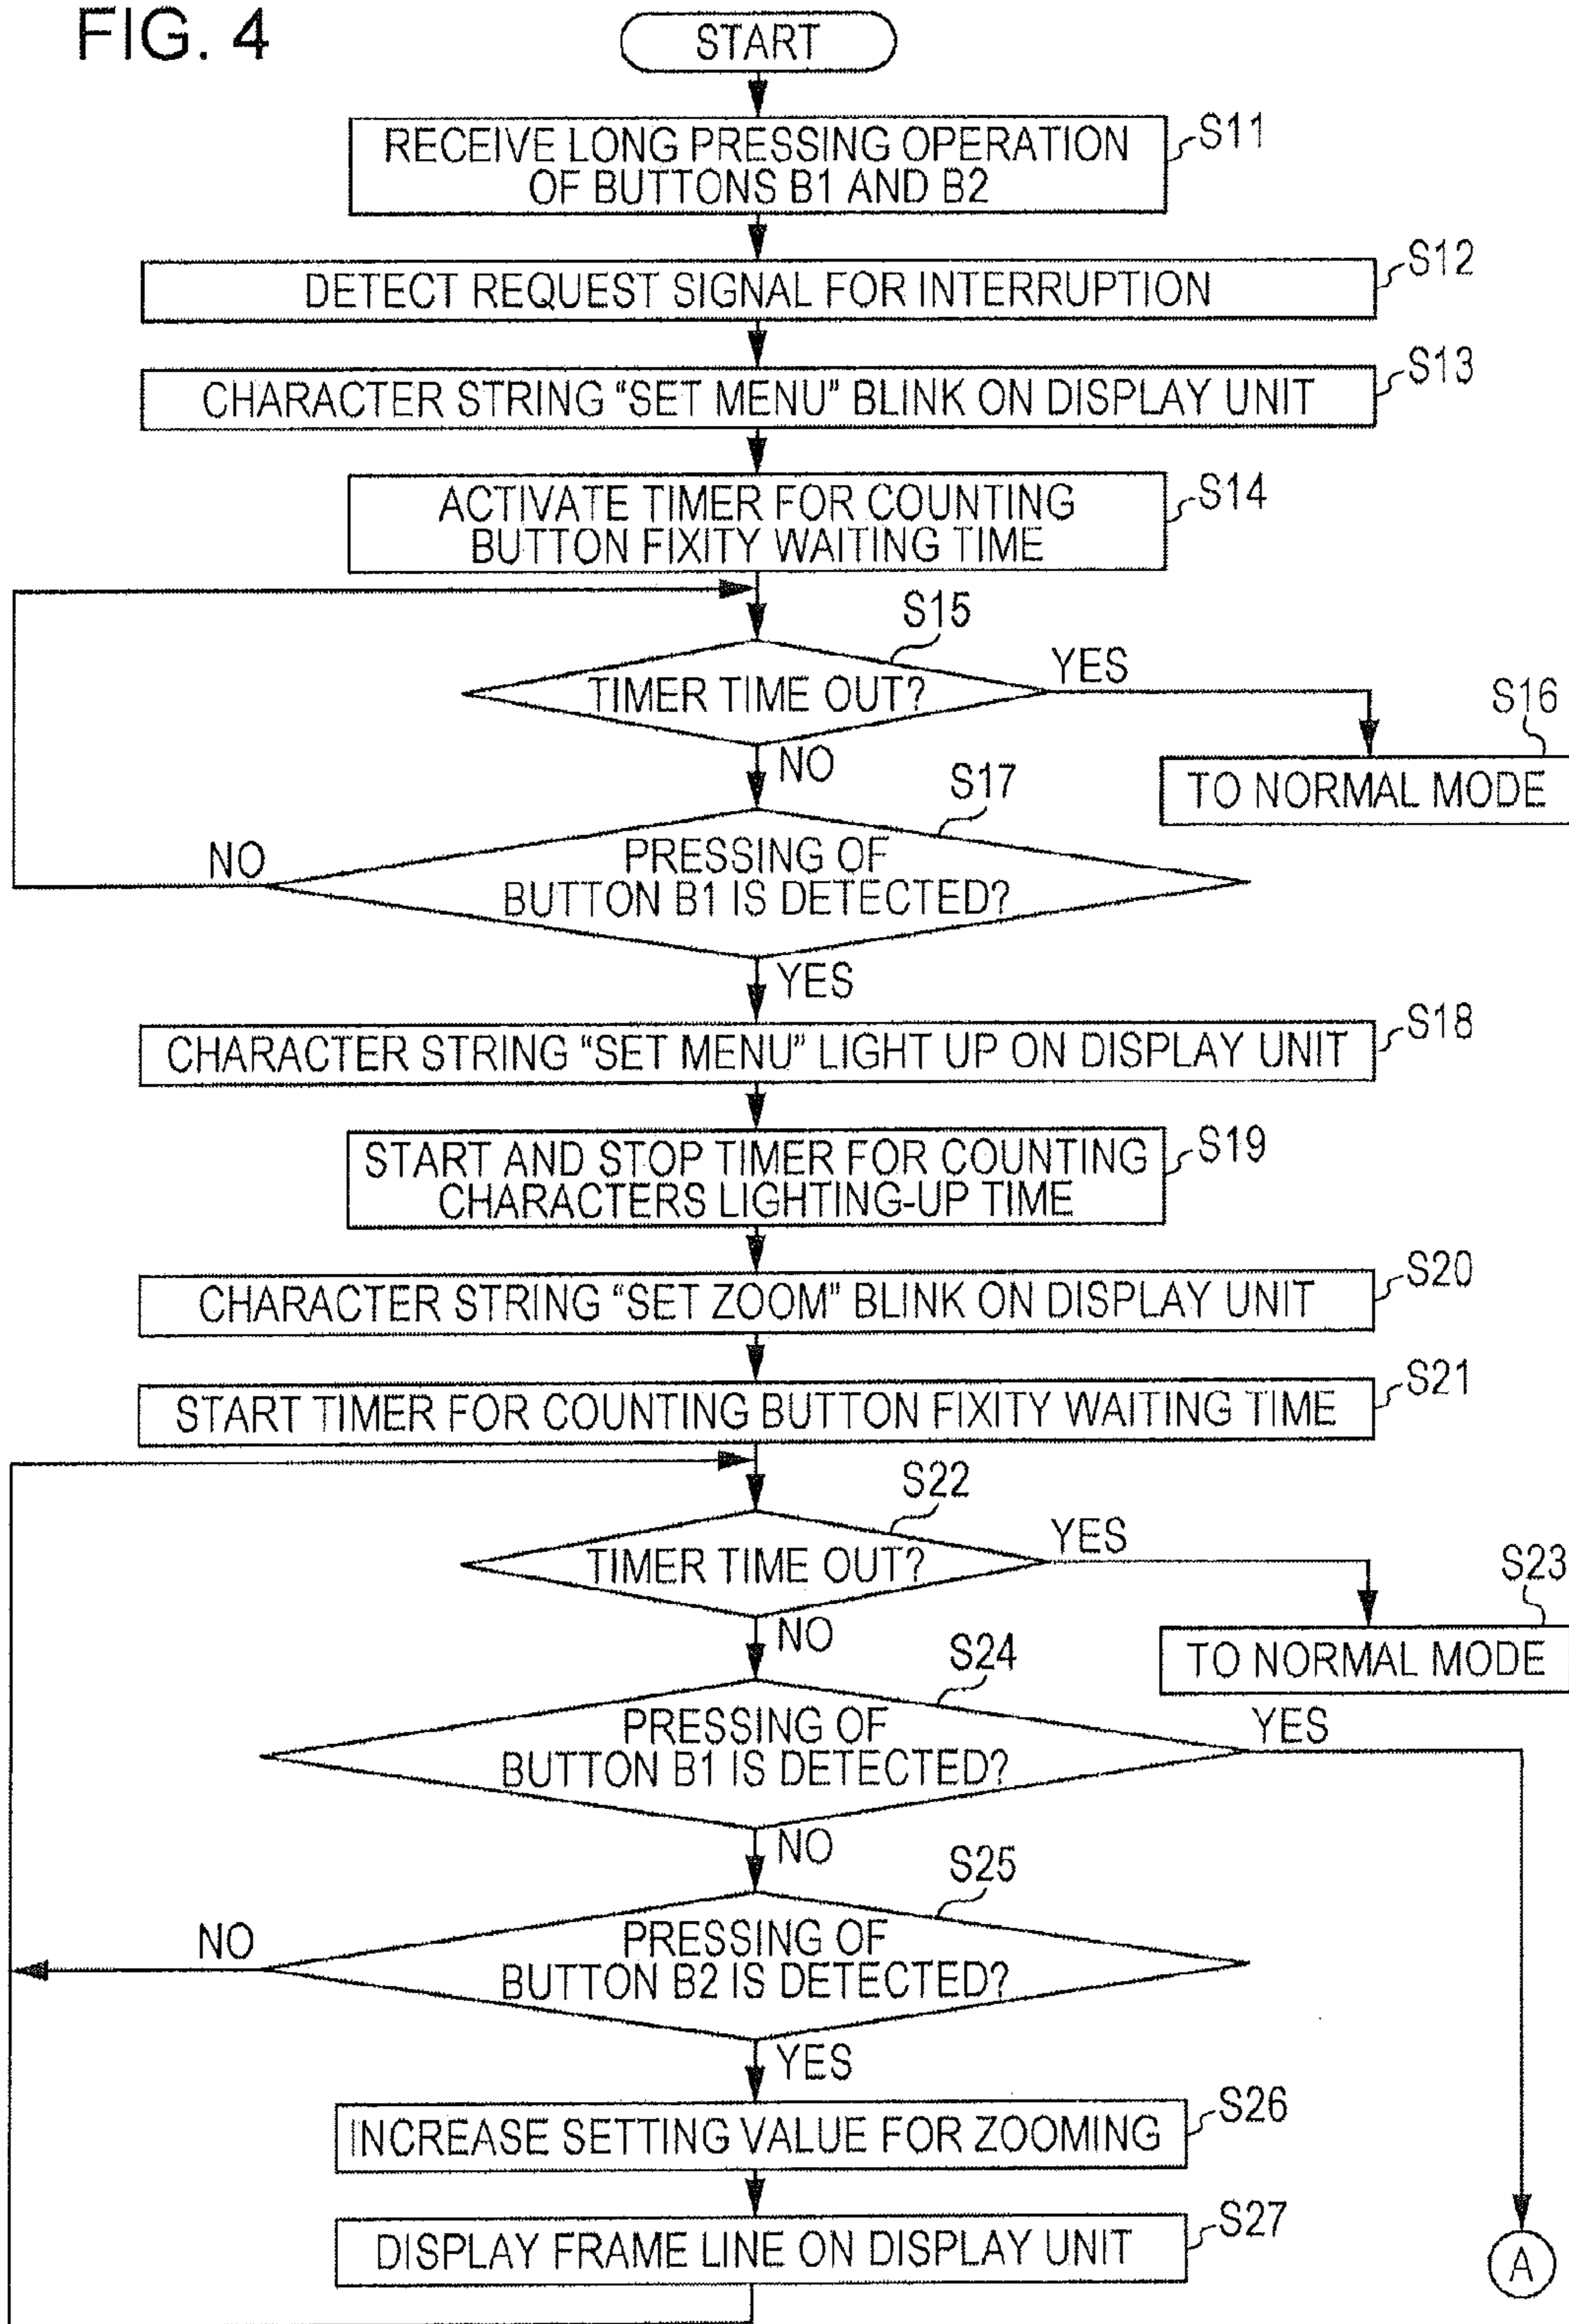 FIG. 4
START
RECEIVE LONG PRESSING OPERATION
OF BUTTONS B1 AND B2
S11
DETECT REQUEST SIGNAL FOR INTERRUPTION
S12
CHARACTER STRING “SET MENU” BLINK ON DISPLAY UNIT
S13
ACTIVATE TIMER FOR COUNTING
BUTTON FIXITY WAITING TIME
S14
S15
TIMER TIME OUT?
YES
S16
TO NORMAL MODE
NO
S17
PRESSING OF
BUTTON B1 IS DETECTED?
NO
YES
CHARACTER STRING “SET MENU” LIGHT UP ON DISPLAY UNIT
S18
START AND STOP TIMER FOR COUNTING
CHARACTERS LIGHTING-UP TIME
S19
CHARACTER STRING “SET ZOOM” BLINK ON DISPLAY UNIT
S20
START TIMER FOR COUNTING BUTTON FIXITY WAITING TIME
S21
S22
TIMER TIME OUT?
YES
S23
TO NORMAL MODE
NO
S24
PRESSING OF
BUTTON B1 IS DETECTED?
YES
NO
S25
PRESSING OF
BUTTON B2 IS DETECTED?
NO
YES
INCREASE SETTING VALUE FOR ZOOMING
S26
DISPLAY FRAME LINE ON DISPLAY UNIT
S27
A